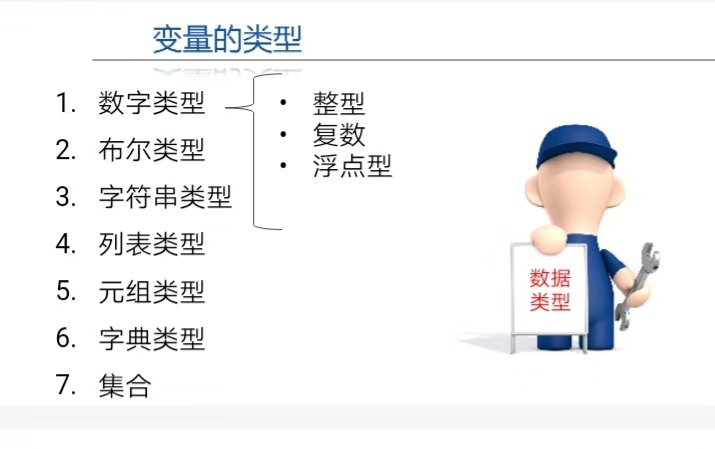 变量的类型
1. 数字类型
• 整型
• 复数
• 浮点型
2. 布尔类型
3. 字符串类型
4. 列表类型
5. 元组类型
6. 字典类型
7. 集合
数据
类型